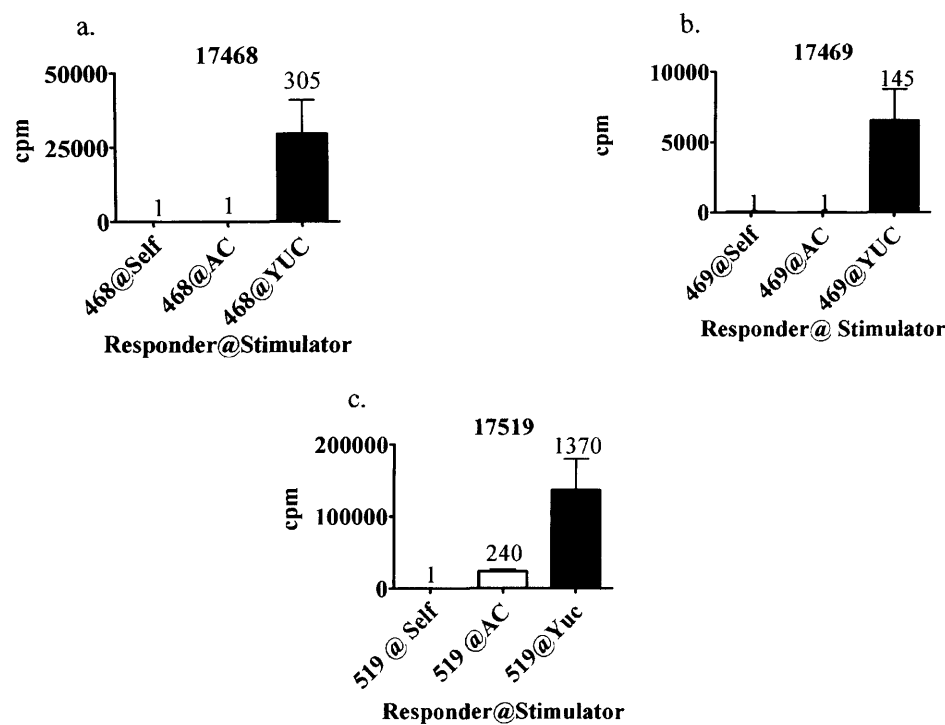 a.
17468
50000
25000
0
cpm
1
1
305
468@Self
468@AC
468@YUC
Responder@Stimulator
b.
17469
10000
5000
0
cpm
1
1
145
469@Self
469@AC
469@YUC
Responder@ Stimulator
c.
17519
200000
100000
0
cpm
1
240
1370
519 @ Self
519 @AC
519@Yuc
Responder@Stimulator